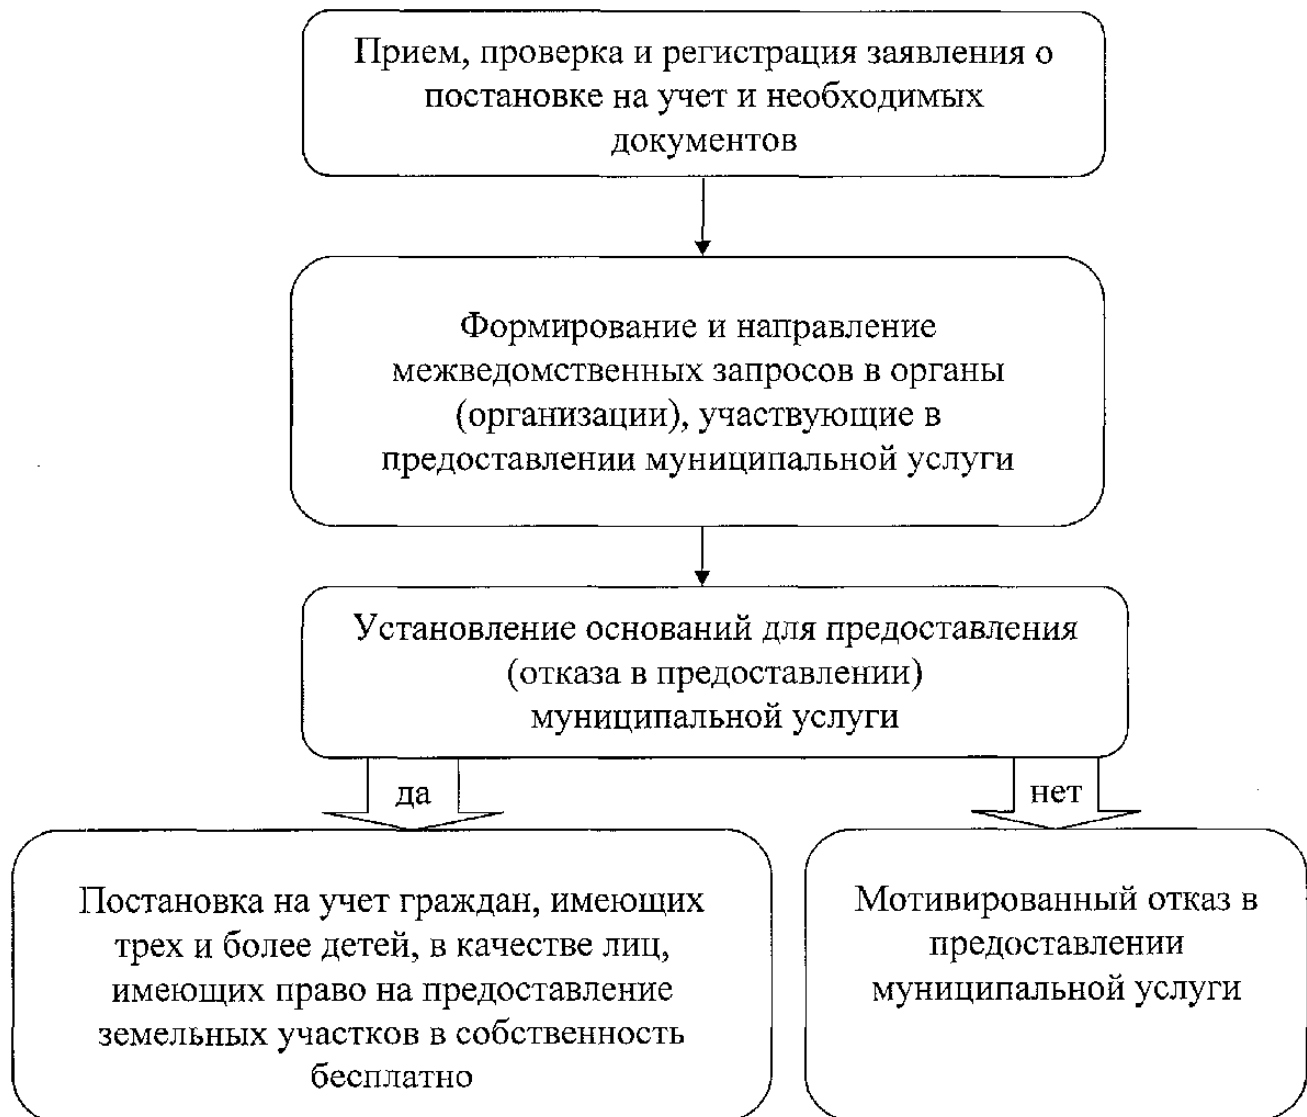 Прием, проверка и регистрация заявления о
постановке на учет и необходимых
документов
Формирование и направление
межведомственных запросов в органы
(организации), участвующие в
предоставлении муниципальной услуги
Установление оснований для предоставления
(отказа в предоставлении)
муниципальной услуги
да
нет
Постановка на учет граждан, имеющих
трех и более детей, в качестве лиц,
имеющих право на предоставление
земельных участков в собственность
бесплатно
Мотивированный отказ в
предоставлении
муниципальной услуги